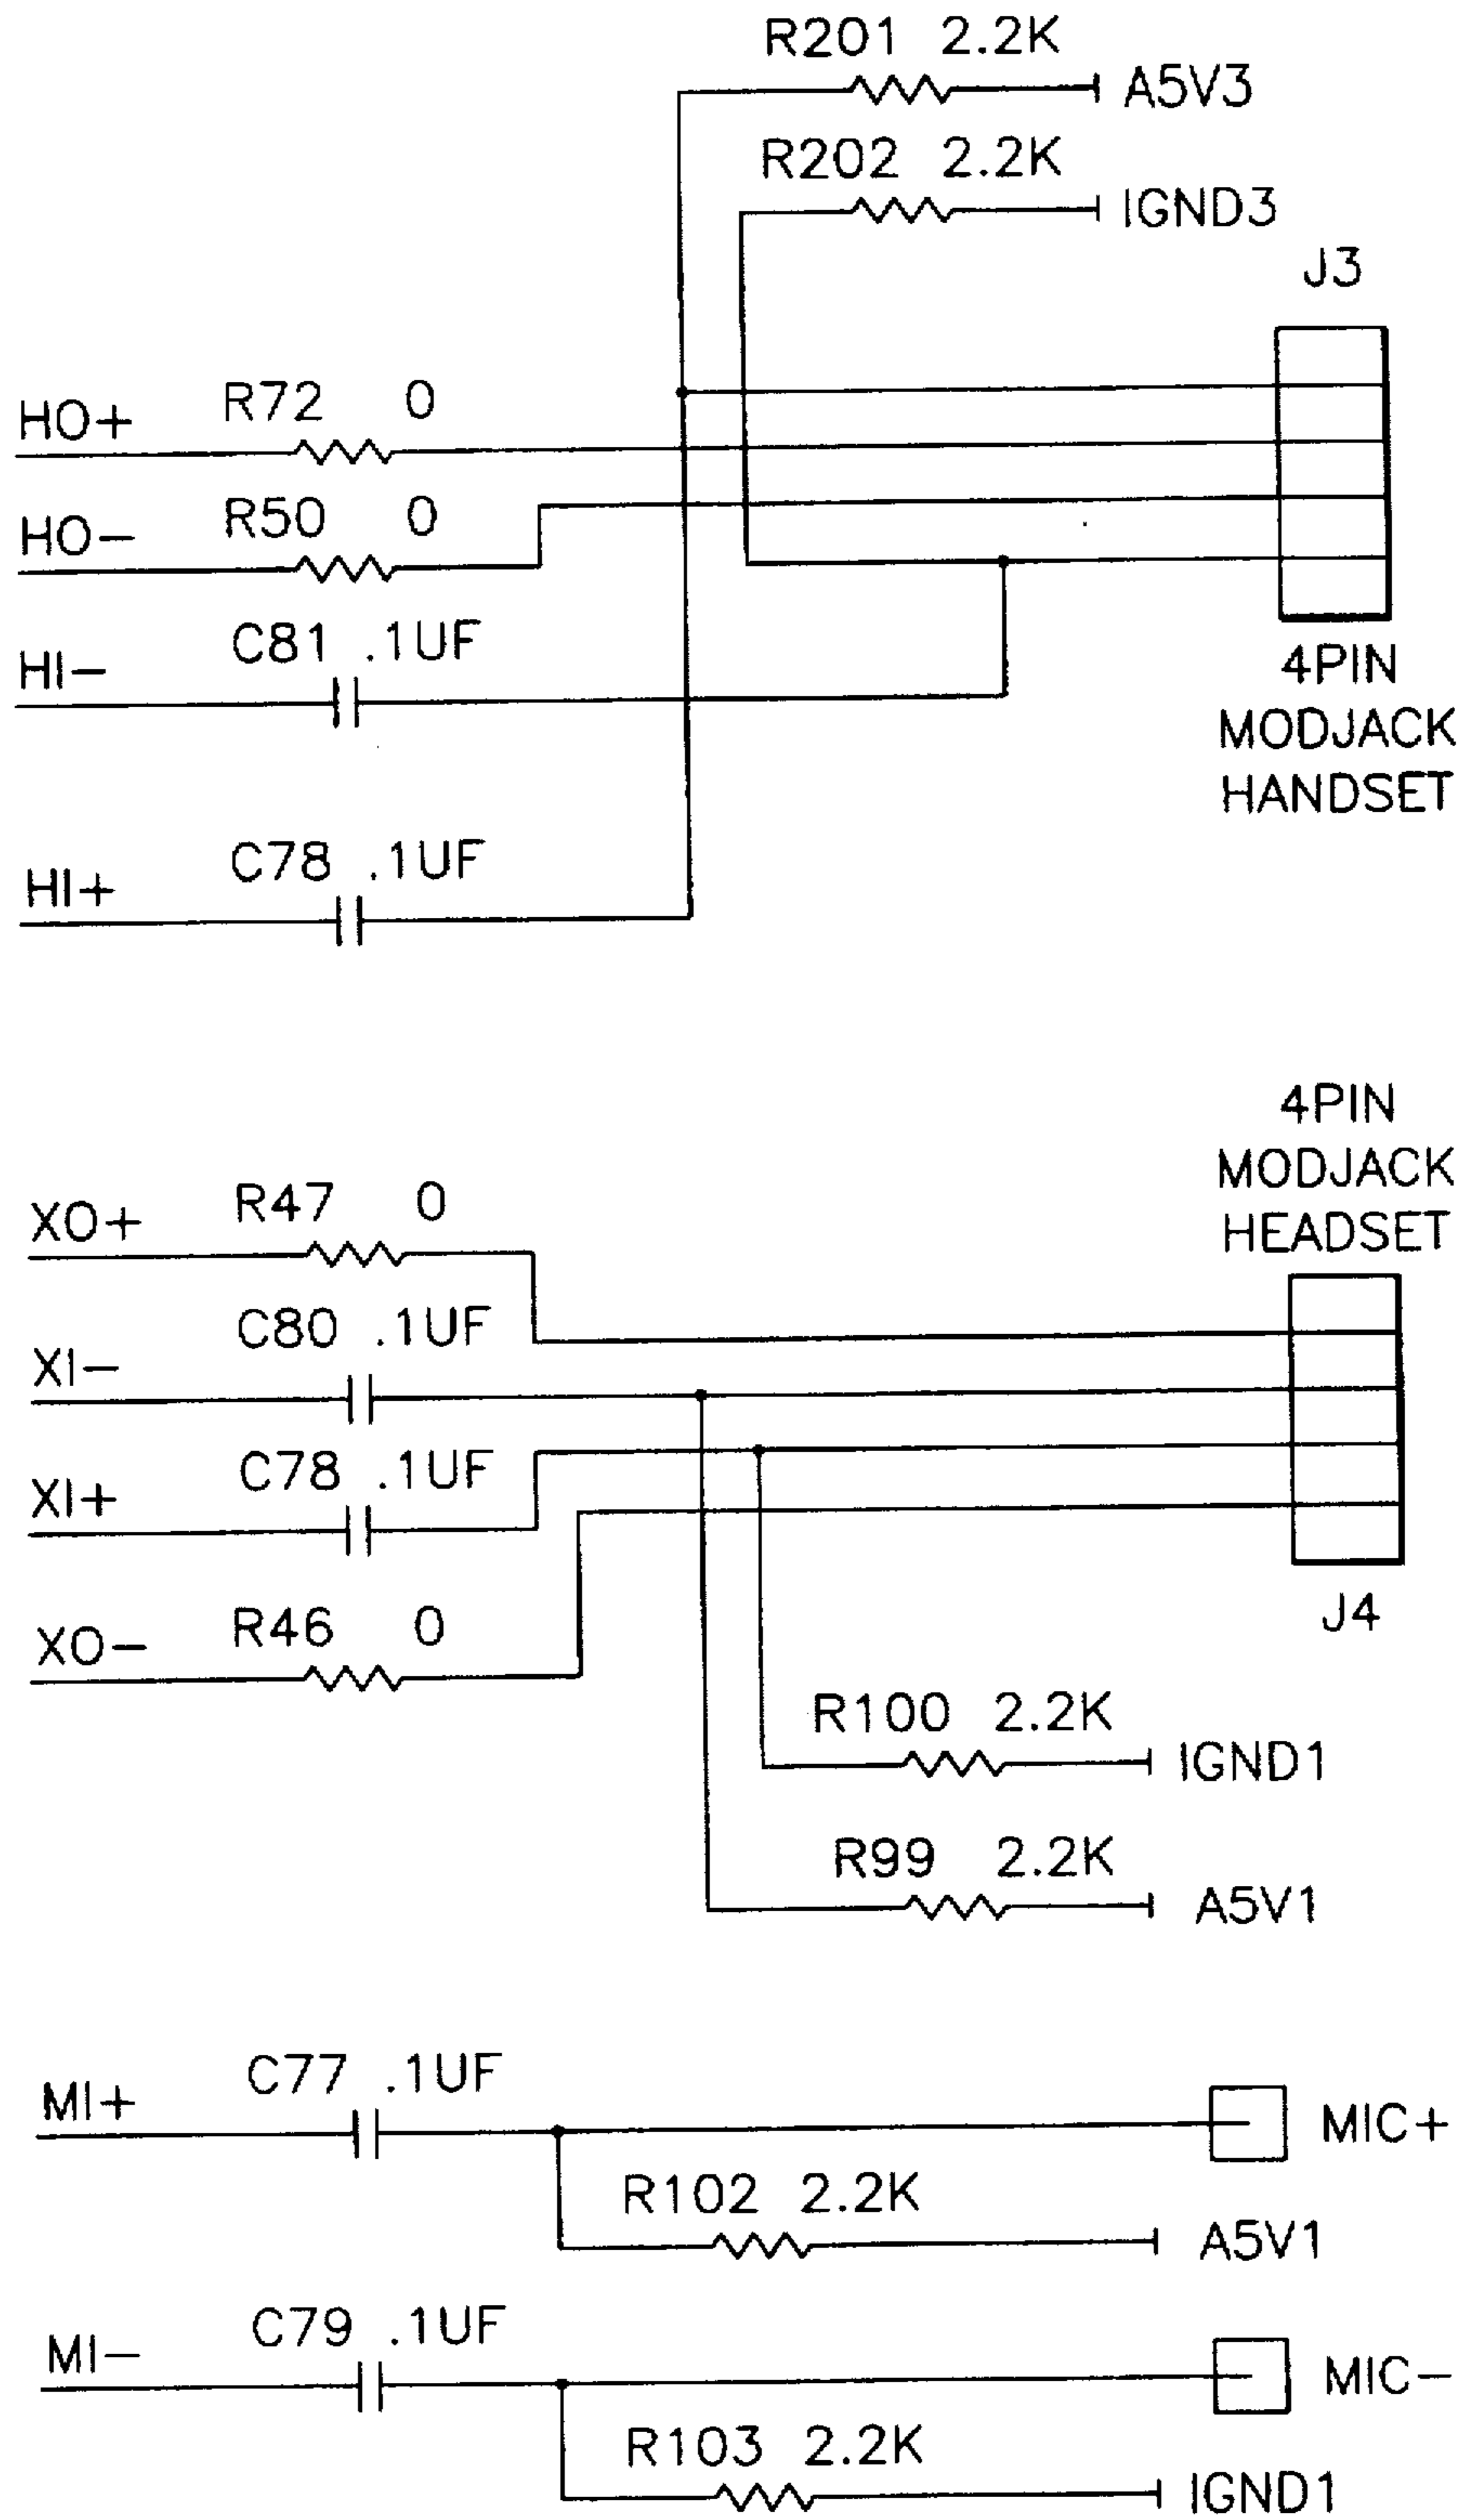 R201 2.2K
A5V3
R202 2.2K
IGND3
J3
R72 0
HO+
R50 0
HO-
C81 .1UF
HI-
4PIN
MODJACK
HANDSET
C78 .1UF
HI+
4PIN
MODJACK
HEADSET
R47 0
XO+
C80 .1UF
XI-
C78 .1UF
XI+
J4
R46 0
XO-
R100 2.2K
IGND1
R99 2.2K
A5V1
C77 .1UF
MI+
MIC+
R102 2.2K
A5V1
C79 .1UF
MI-
MIC-
R103 2.2K
IGND1